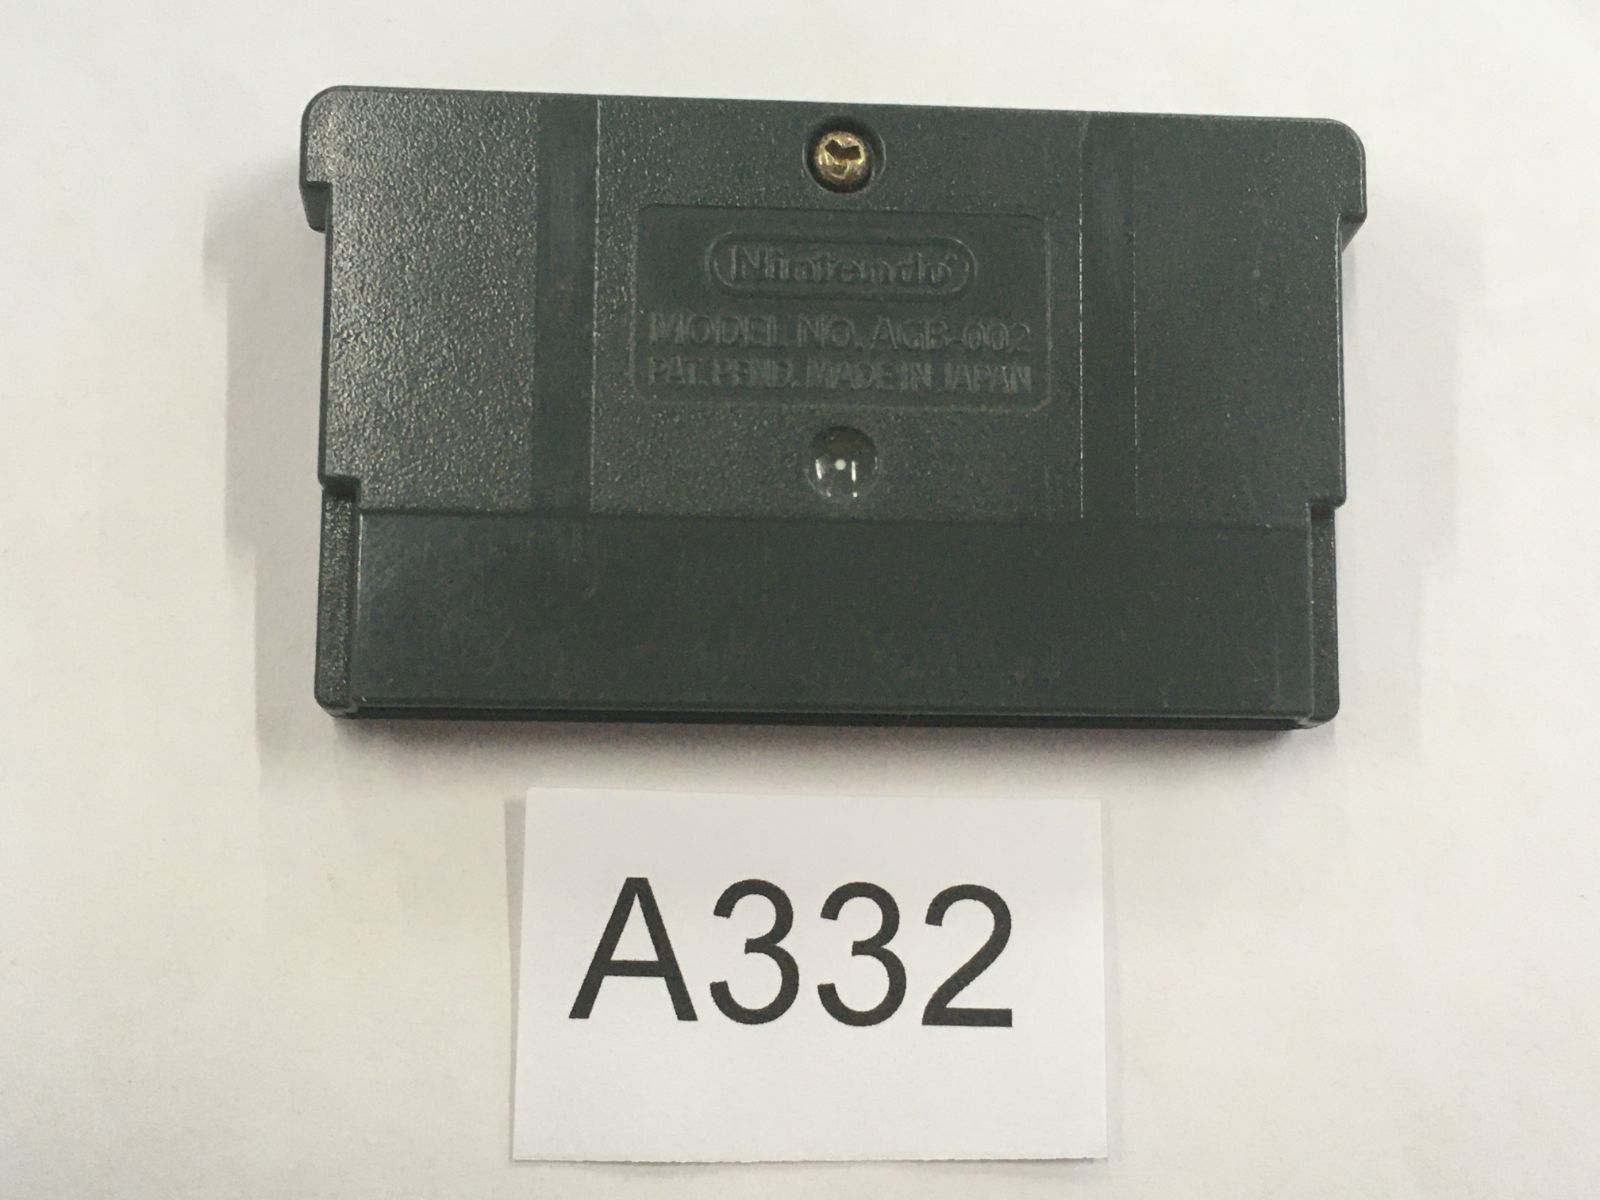 Nintendo®
MODEL NO. AGB-002
PAT. PEND. MADE IN JAPAN
A332